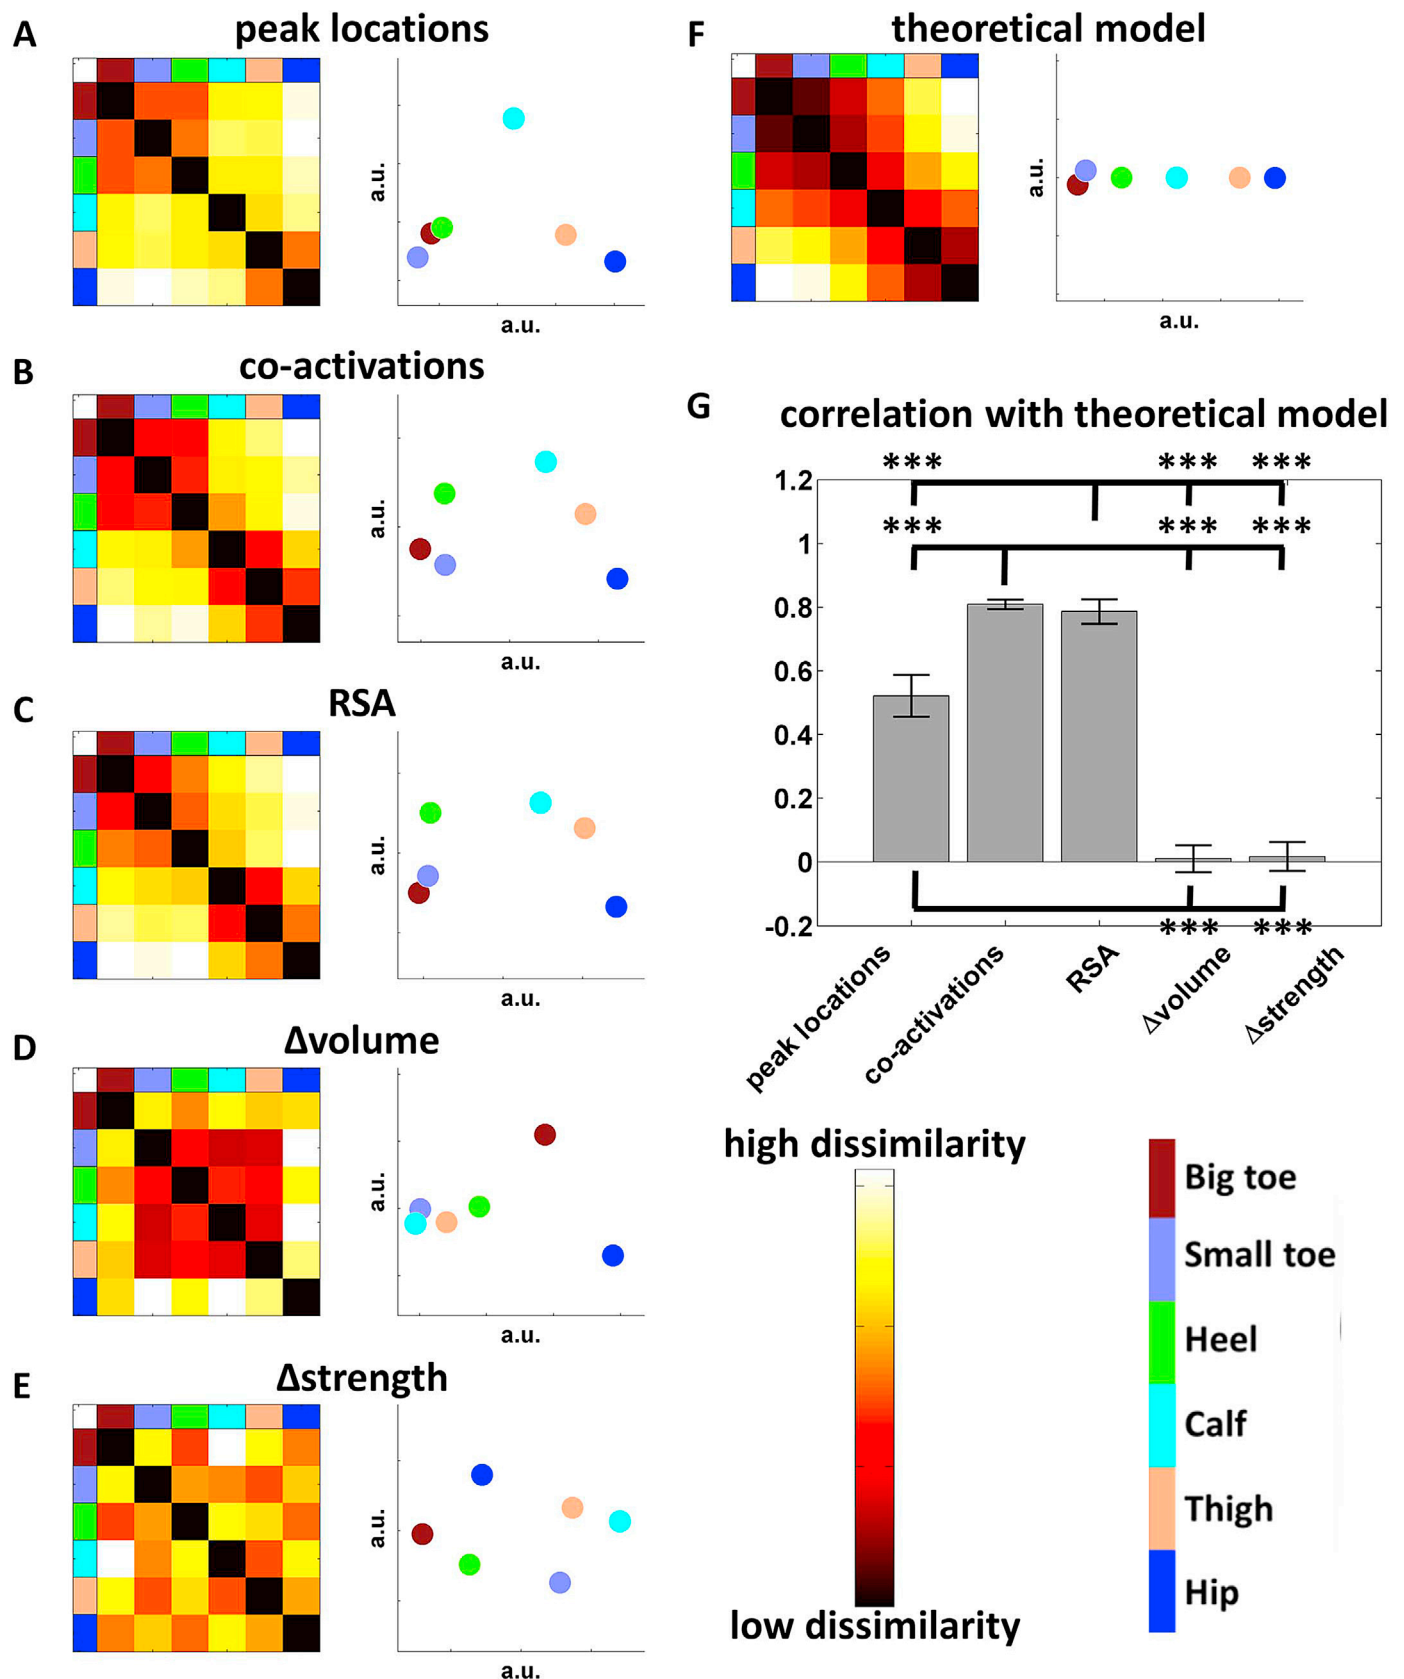 A
peak locations
a.u.
a.u.
B
co-activations
a.u.
a.u.
C
RSA
a.u.
a.u.
D
Δvolume
a.u.
a.u.
E
Δstrength
a.u.
a.u.
F
theoretical model
a.u.
a.u.
G
correlation with theoretical model
*** *** ***
1.2
*** *** ***
1
0.8
0.6
0.4
0.2
0
-0.2
*** ***
peak locations
co-activations
RSA
Δvolume
Δstrength
high dissimilarity
low dissimilarity
Big toe
Small toe
Heel
Calf
Thigh
Hip